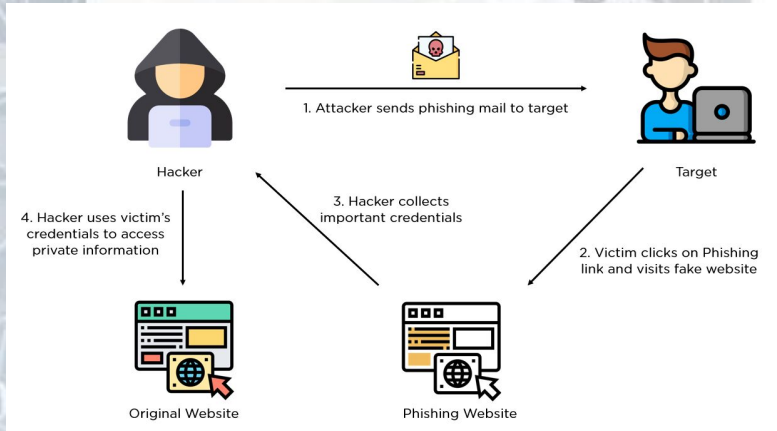 1. Attacker sends phishing mail to target
Hacker
Target
3. Hacker collects
important credentials
4. Hacker uses victim's
credentials to access
private information
2. Victim clicks on Phishing
link and visits fake website
Original Website
Phishing Website